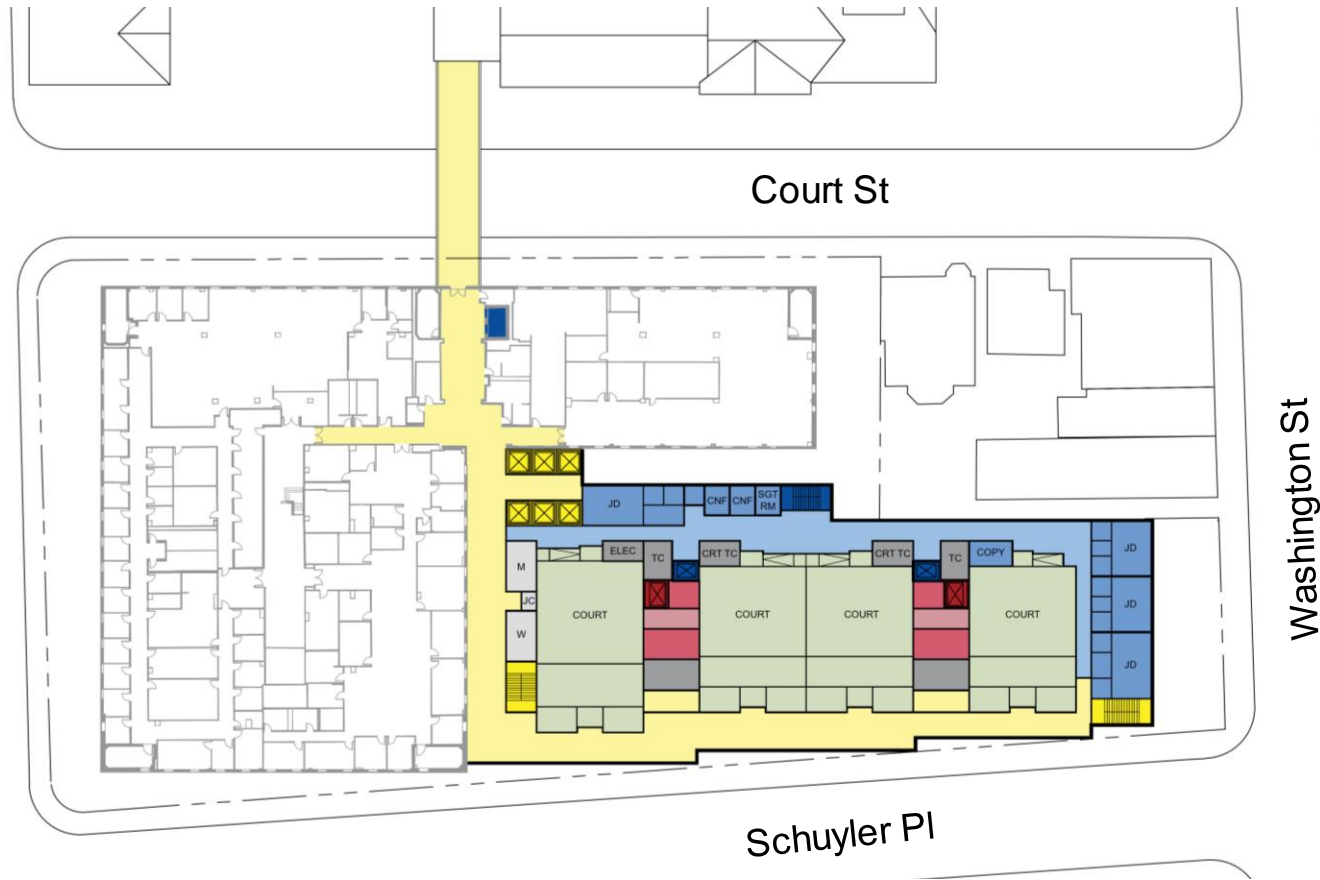 Court St
Washington St
JD
CNF
CNF
SGT
RM
ELEC
TC
CRT TC
CRT TC
TC
COPY
JD
M
JC
W
COURT
COURT
COURT
COURT
JD
JD
Schuyler Pl